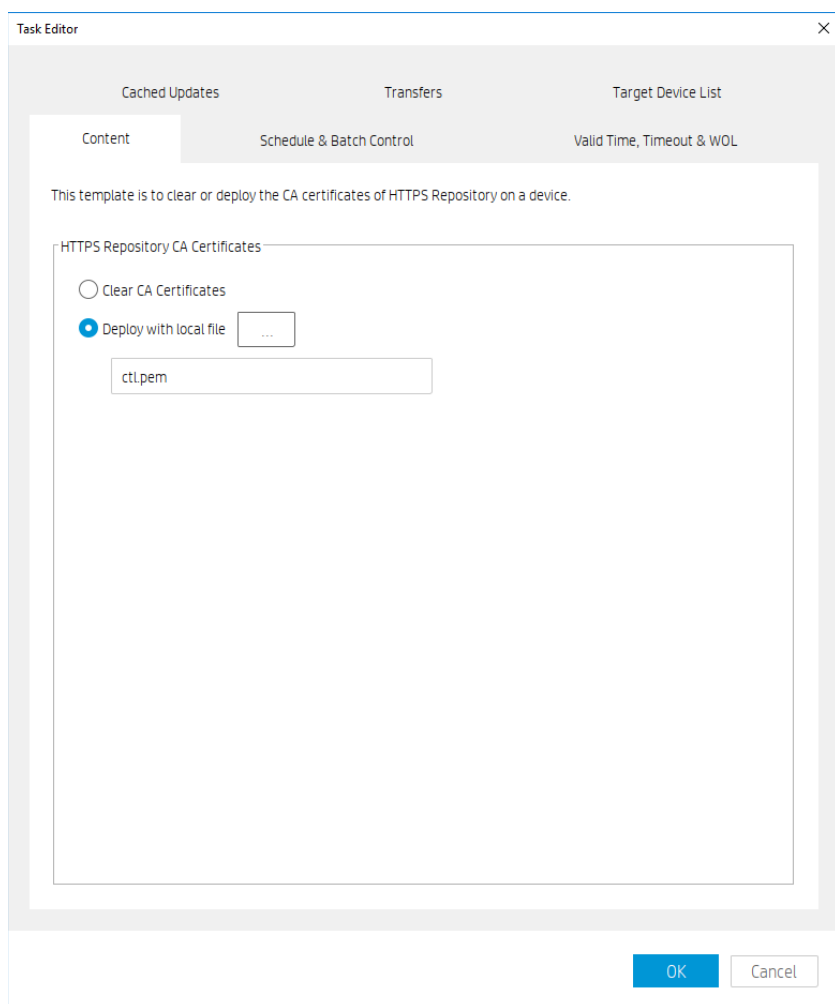 Task Editor
Cached Updates Transfers Target Device List
Content Schedule & Batch Control Valid Time, Timeout & WOL
This template is to clear or deploy the CA certificates of HTTPS Repository on a device.
HTTPS Repository CA Certificates
Clear CA Certificates
Deploy with local file ...
ctl.pem
OK Cancel